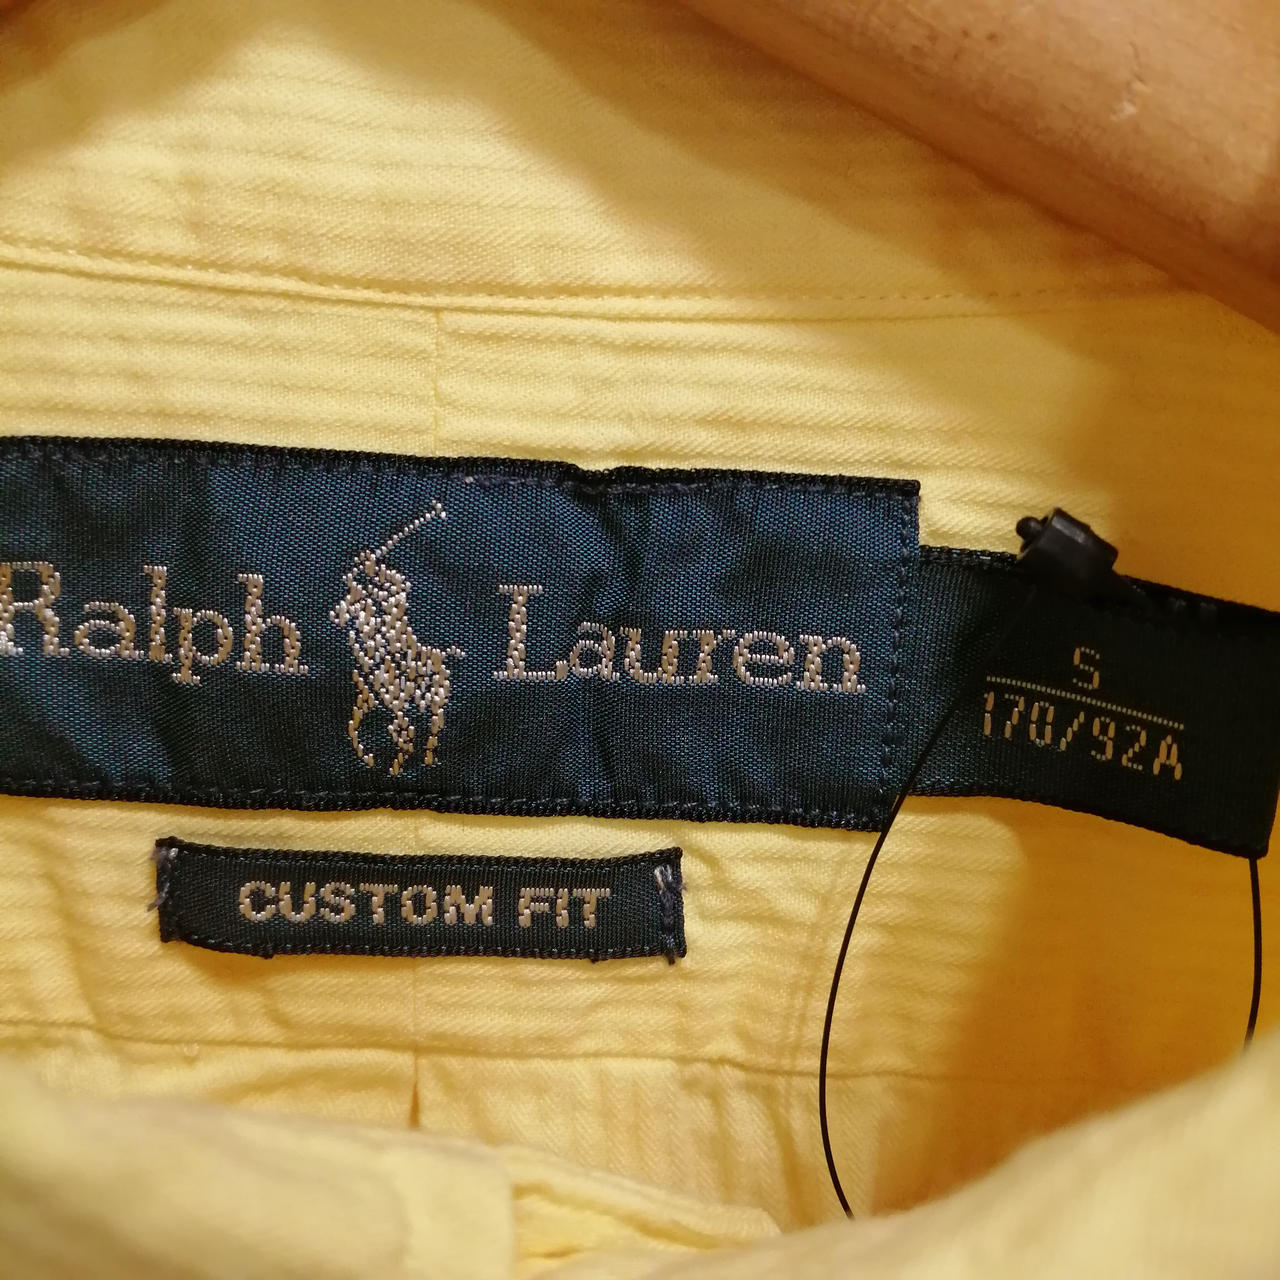 Ralph Lauren
S
170/92A
CUSTOM FIT